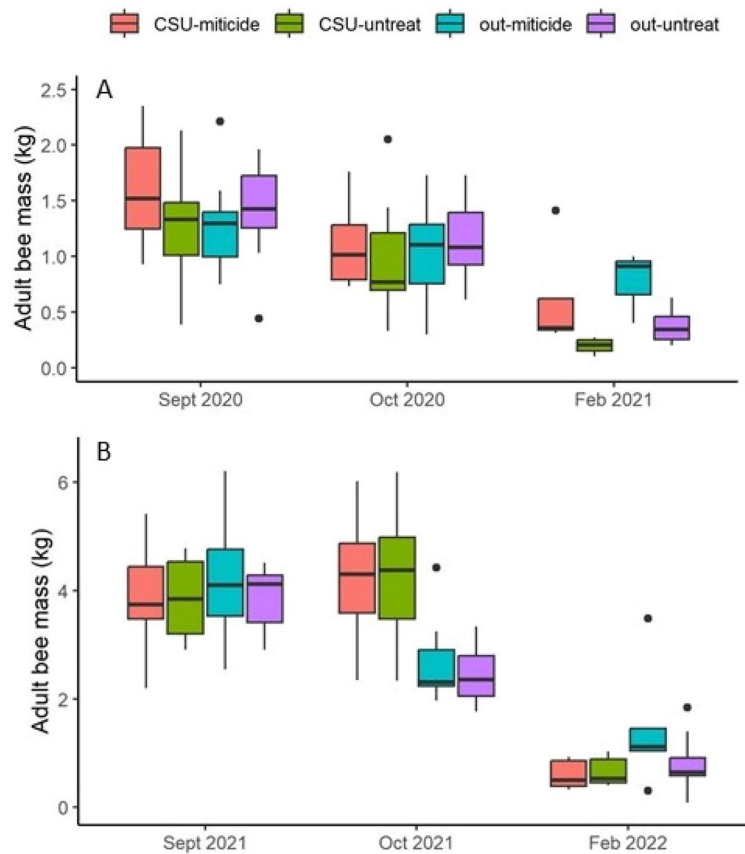 CSU-miticide CSU-untreat out-miticide out-untreat
A
Adult bee mass (kg)
2.5
2.0
1.5
1.0
0.5
0.0
Sept 2020 Oct 2020 Feb 2021
B
Adult bee mass (kg)
6
4
2
0
Sept 2021 Oct 2021 Feb 2022